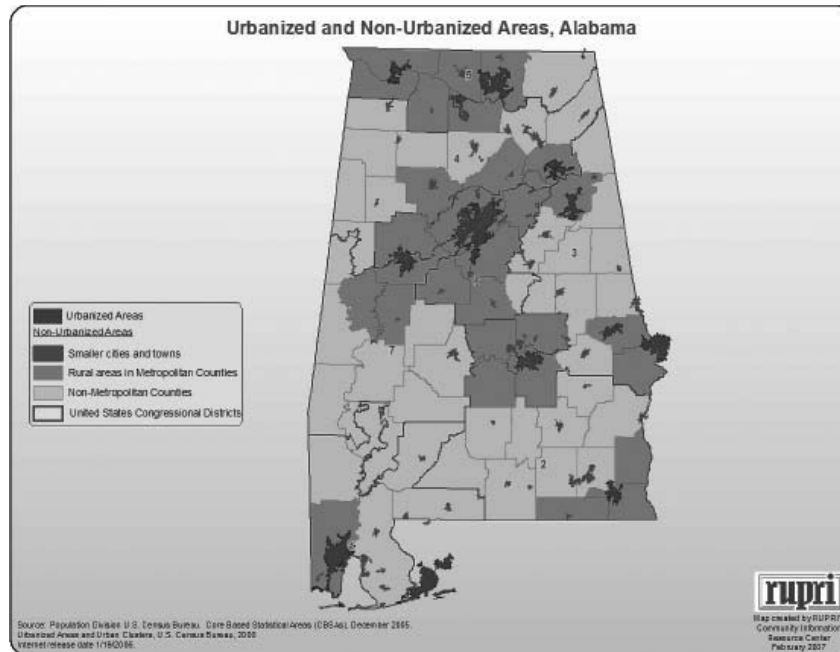 Urbanized and Non-Urbanized Areas, Alabama
5
4
3
7
2
Urbanized Areas
Non-Urbanized Areas
Smaller cities and towns
Rural areas in Metropolitan Counties
Non-Metropolitan Counties
United States Congressional Districts
rupri
Map created by RUPRI
Community Information
Resource Center
February 2007
Source: Population Division U.S. Census Bureau. Core Based Statistical Areas (CBSAs), December 2005.
Urbanized Areas and Urban Clusters, U.S. Census Bureau, 2000
Internet release date 1/18/2006.